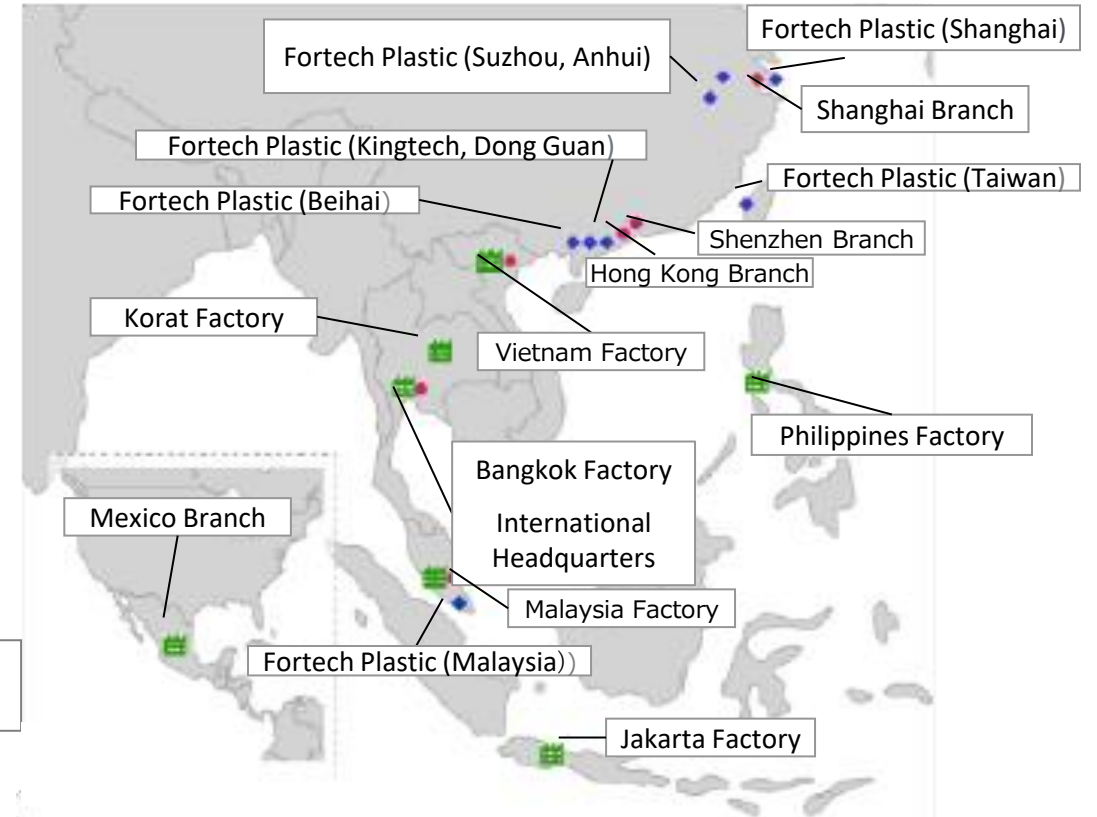 Fortech Plastic (Shanghai)
Fortech Plastic (Suzhou, Anhui)
Shanghai Branch
Fortech Plastic (Kingtech, Dong Guan)
Fortech Plastic (Taiwan)
Fortech Plastic (Beihai)
Shenzhen Branch
Hong Kong Branch
Korat Factory
Vietnam Factory
Philippines Factory
Bangkok Factory
International
Headquarters
Mexico Branch
Malaysia Factory
Fortech Plastic (Malaysia))
Jakarta Factory